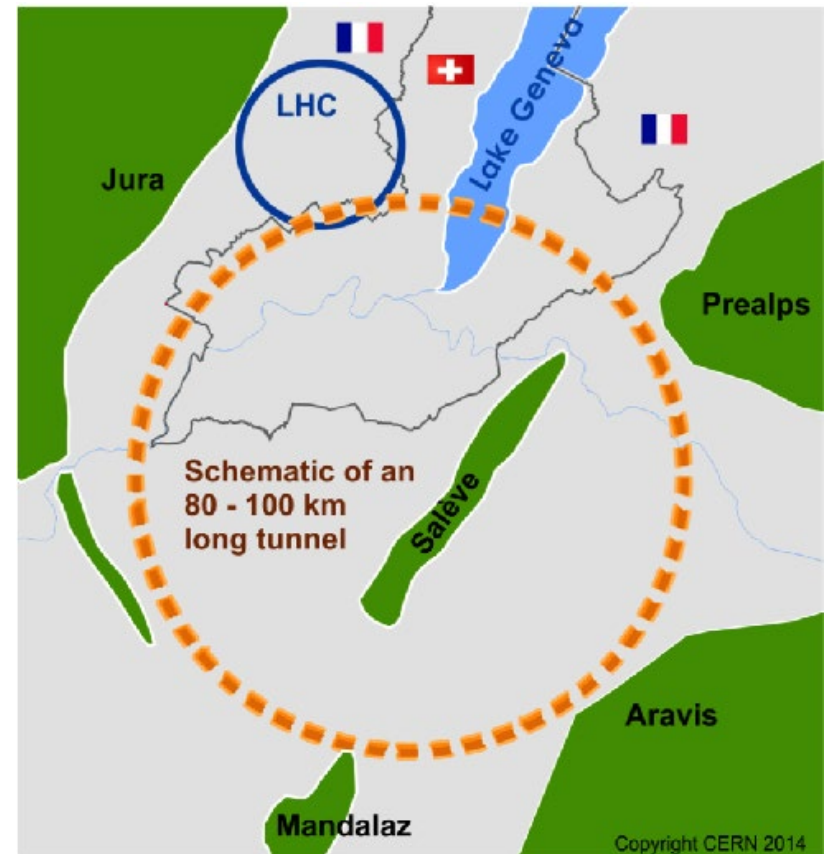 LHC
Lake Geneva
Jura
Prealps
Schematic of an
80 - 100 km
long tunnel
Salève
Aravis
Mandalaz
Copyright CERN 2014